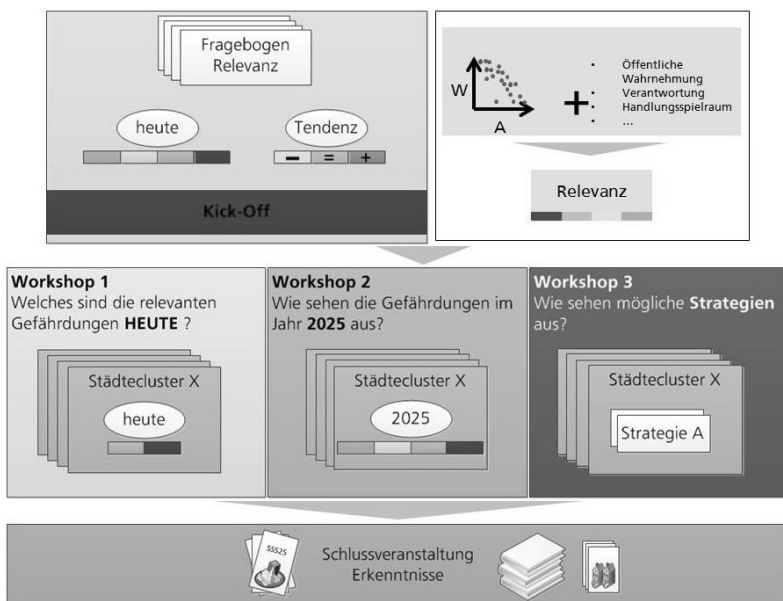 Fragebogen
Relevanz
heute
Tendenz
− = +
Kick-Off
W
A
+
• Öffentliche
Wahrnehmung
• Verantwortung
• Handlungsspielraum
• ...
Relevanz
Workshop 1
Welches sind die relevanten
Gefährdungen HEUTE ?
Städtecluster X
heute
Workshop 2
Wie sehen die Gefährdungen im
Jahr 2025 aus?
Städtecluster X
2025
Workshop 3
Wie sehen mögliche Strategien
aus?
Städtecluster X
Strategie A
SSS25
Schlussveranstaltung
Erkenntnisse